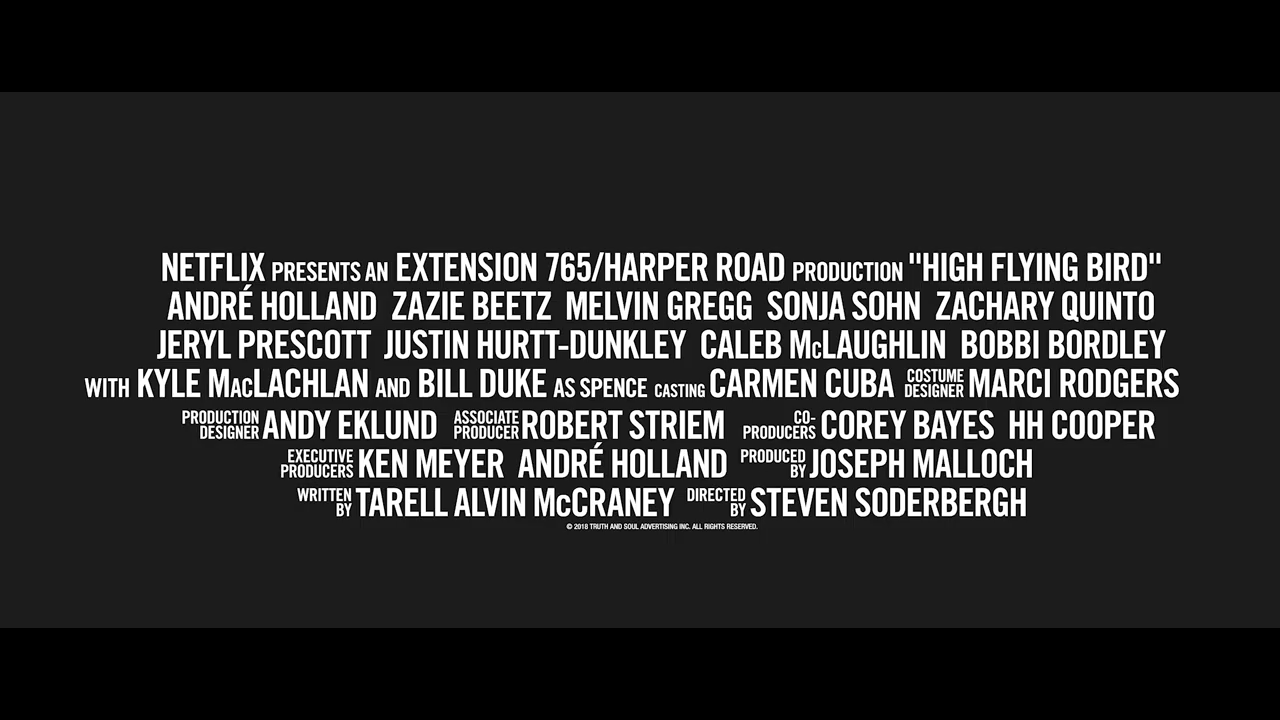 NETFLIX PRESENTS AN EXTENSION 765/HARPER ROAD PRODUCTION "HIGH FLYING BIRD"
ANDRÉ HOLLAND ZAZIE BEETZ MELVIN GREGG SONJA SOHN ZACHARY QUINTO
JERYL PRESCOTT JUSTIN HURTT-DUNKLEY CALEB McLAUGHLIN BOBBI BORDLEY
WITH KYLE MacLACHLAN AND BILL DUKE AS SPENCE CASTING CARMEN CUBA COSTUME DESIGNER MARCI RODGERS
PRODUCTION DESIGNER ANDY EKLUND ASSOCIATE PRODUCER ROBERT STRIEM CO-PRODUCERS COREY BAYES HH COOPER
EXECUTIVE PRODUCERS KEN MEYER ANDRÉ HOLLAND PRODUCED BY JOSEPH MALLOCH
WRITTEN BY TARELL ALVIN McCRANEY DIRECTED BY STEVEN SODERBERGH
© 2018 TRUTH AND SOUL ADVERTISING INC. ALL RIGHTS RESERVED.